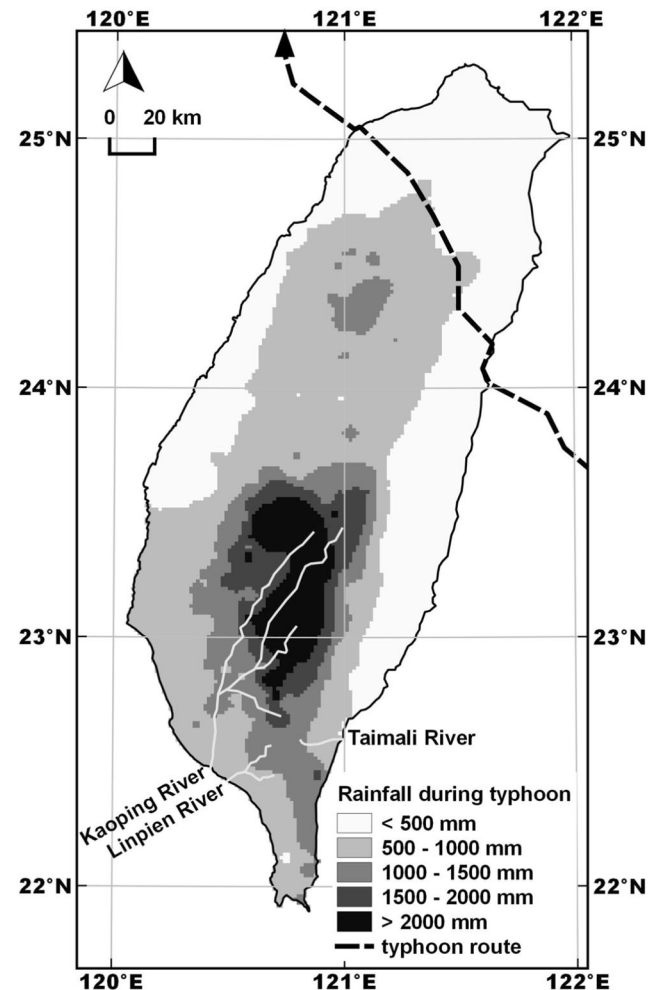 120°E 121°E 122°E
0 20 km
25°N 25°N
24°N 24°N
23°N 23°N
Taimali River
Kaoping River
Linpien River
Rainfall during typhoon
< 500 mm
500 - 1000 mm
1000 - 1500 mm
1500 - 2000 mm
> 2000 mm
typhoon route
22°N 22°N
120°E 121°E 122°E